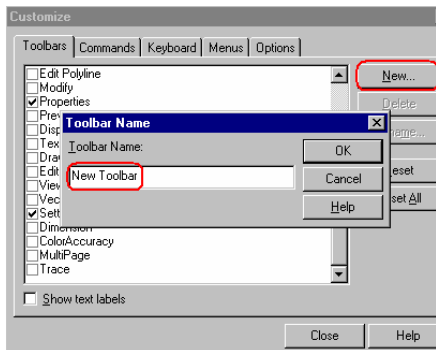 Customize
Toolbars Commands Keyboard Menus Options
Edit Polyline
Modify
Properties
New...
Delete
Toolbar Name
Toolbar Name:
New Toolbar
OK
Cancel
Help
Dimension
ColorAccuracy
MultiPage
Trace
Show text labels
Close Help